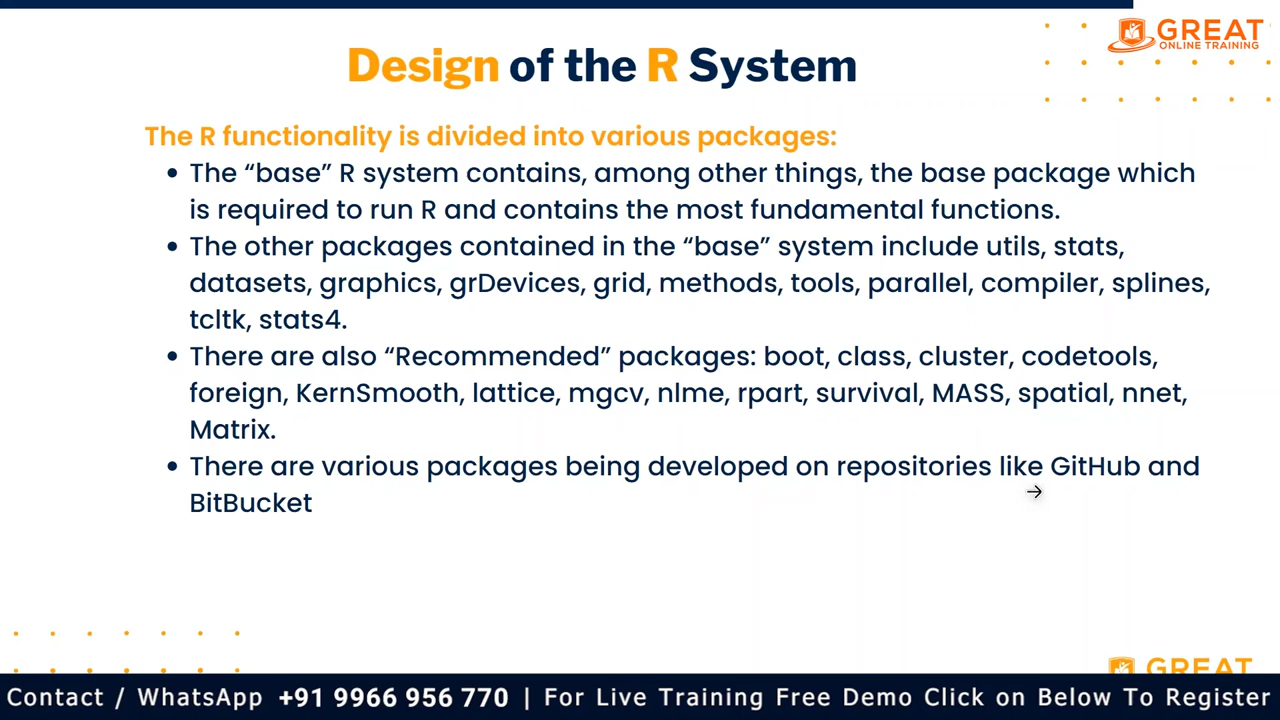 GREAT
ONLINE TRAINING
Design of the R System
The R functionality is divided into various packages:
• The “base” R system contains, among other things, the base package which
is required to run R and contains the most fundamental functions.
• The other packages contained in the “base” system include utils, stats,
datasets, graphics, grDevices, grid, methods, tools, parallel, compiler, splines,
tcltk, stats4.
• There are also “Recommended” packages: boot, class, cluster, codetools,
foreign, KernSmooth, lattice, mgcv, nlme, rpart, survival, MASS, spatial, nnet,
Matrix.
• There are various packages being developed on repositories like GitHub and
BitBucket
GREAT
Contact / WhatsApp +91 9966 956 770 | For Live Training Free Demo Click on Below To Register